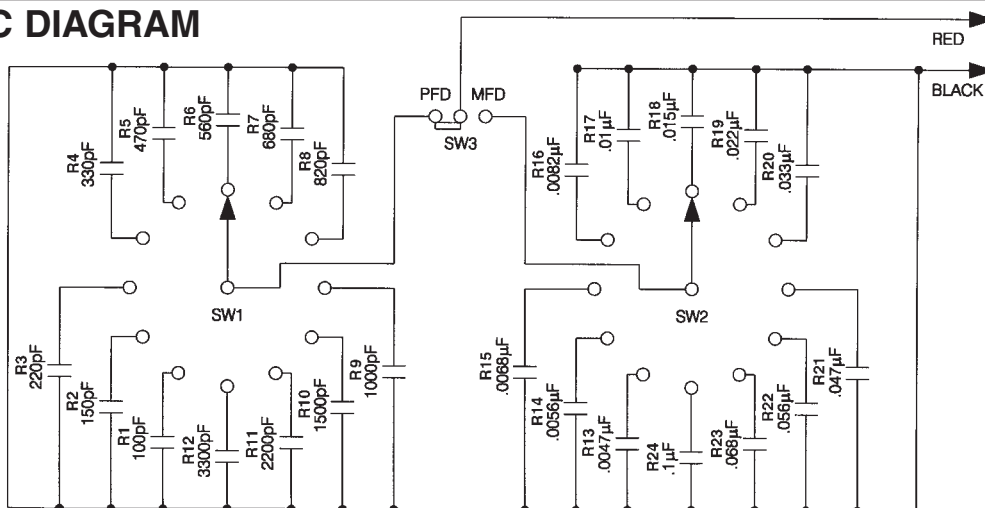 C DIAGRAM
RED
BLACK
PFD MFD
SW3
R4
330pF
R5
470pF
R6
560pF
R7
680pF
R8
820pF
R16
.0082µF
R17
.01µF
R18
.015µF
R19
.022µF
R20
.033µF
SW1
SW2
R3
220pF
R2
150pF
R1
100pF
R12
3300pF
R11
2200pF
R10
1500pF
R9
1000pF
R15
.0068µF
R14
.0056µF
R13
.0047µF
R24
.1µF
R23
.068µF
R22
.056µF
R21
.047µF